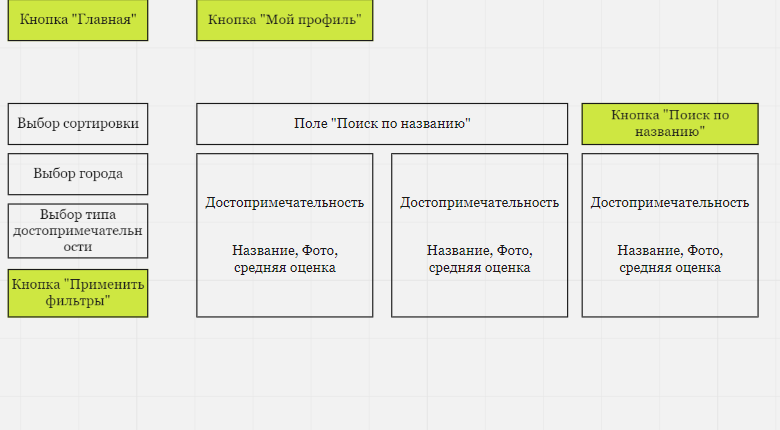 Кнопка "Главная"
Кнопка "Мой профиль"
Выбор сортировки
Поле "Поиск по названию"
Кнопка "Поиск по
названию"
Выбор города
Выбор типа
достопримечательн
ости
Кнопка "Применить
фильтры"
Достопримечательность
Название, Фото,
средняя оценка
Достопримечательность
Название, Фото,
средняя оценка
Достопримечательность
Название, Фото,
средняя оценка